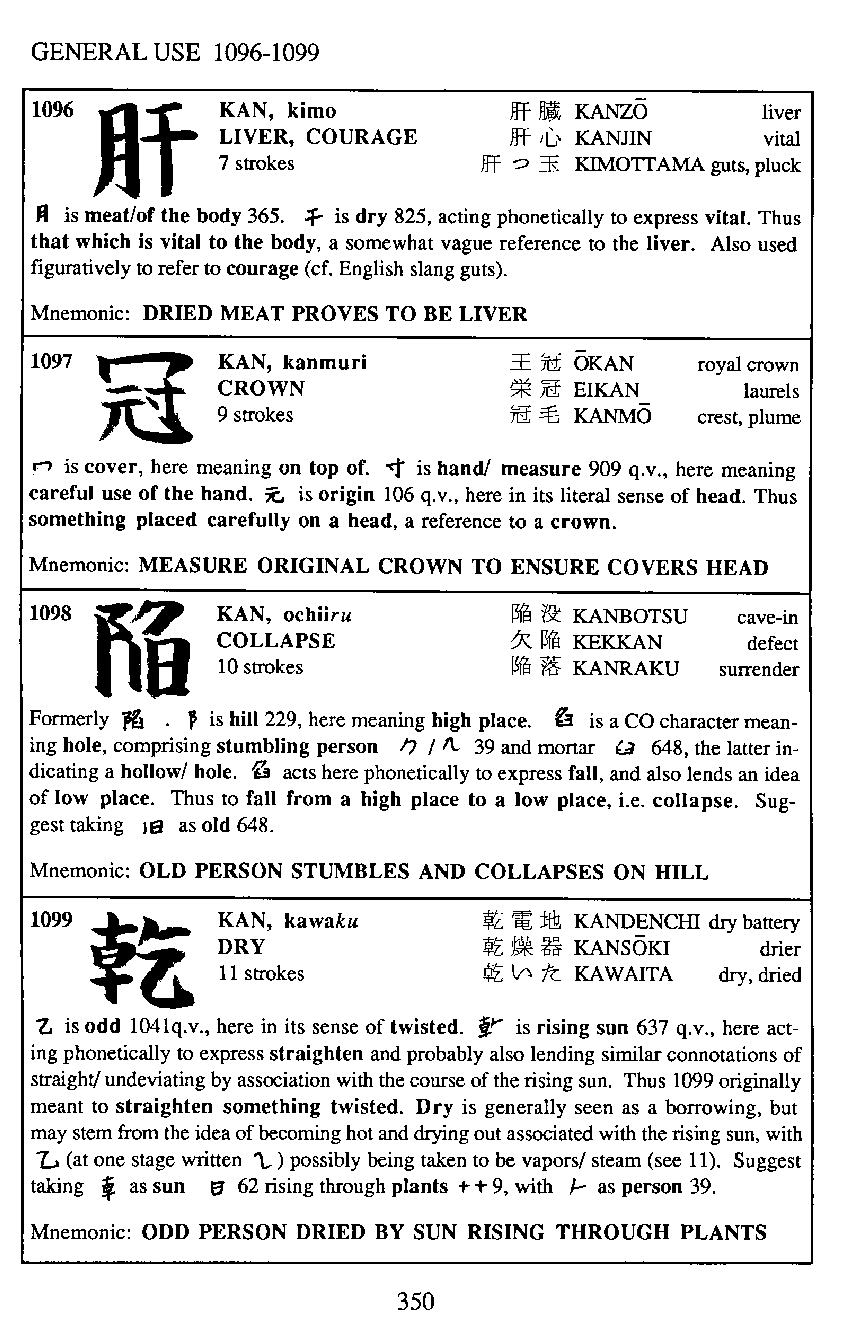 GENERAL USE 1096-1099
1096 肝 KAN, kimo 肝臓 KANZŌ liver
LIVER, COURAGE 肝心 KANJIN vital
7 strokes 肝っ玉 KIMOTTAMA guts, pluck
月 is meat/of the body 365. 干 is dry 825, acting phonetically to express vital. Thus
that which is vital to the body, a somewhat vague reference to the liver. Also used
figuratively to refer to courage (cf. English slang guts).
Mnemonic: DRIED MEAT PROVES TO BE LIVER
1097 冠 KAN, kanmuri 王冠 ŌKAN royal crown
CROWN 栄冠 EIKAN laurels
9 strokes 冠毛 KANMŌ crest, plume
冖 is cover, here meaning on top of. 寸 is hand/ measure 909 q.v., here meaning
careful use of the hand. 元 is origin 106 q.v., here in its literal sense of head. Thus
something placed carefully on a head, a reference to a crown.
Mnemonic: MEASURE ORIGINAL CROWN TO ENSURE COVERS HEAD
1098 陥 KAN, ochiiru 陥没 KANBOTSU cave-in
COLLAPSE 欠陥 KEKKAN defect
10 strokes 陥落 KANRAKU surrender
Formerly 陷 . 阝 is hill 229, here meaning high place. 臽 is a CO character mean-
ing hole, comprising stumbling person ⺈ / 𠆢 39 and mortar 臼 648, the latter in-
dicating a hollow/ hole. 臽 acts here phonetically to express fall, and also lends an idea
of low place. Thus to fall from a high place to a low place, i.e. collapse. Sug-
gest taking 旧 as old 648.
Mnemonic: OLD PERSON STUMBLES AND COLLAPSES ON HILL
1099 乾 KAN, kawaku 乾電地 KANDENCHI dry battery
DRY 乾燥器 KANSŌKI drier
11 strokes 乾いた KAWAITA dry, dried
乙 is odd 1041q.v., here in its sense of twisted. 𠦝 is rising sun 637 q.v., here act-
ing phonetically to express straighten and probably also lending similar connotations of
straight/ undeviating by association with the course of the rising sun. Thus 1099 originally
meant to straighten something twisted. Dry is generally seen as a borrowing, but
may stem from the idea of becoming hot and drying out associated with the rising sun, with
乙 (at one stage written ) possibly being taken to be vapors/ steam (see 11). Suggest
taking as sun 日 62 rising through plants ++ 9, with 𠂉 as person 39.
Mnemonic: ODD PERSON DRIED BY SUN RISING THROUGH PLANTS
350